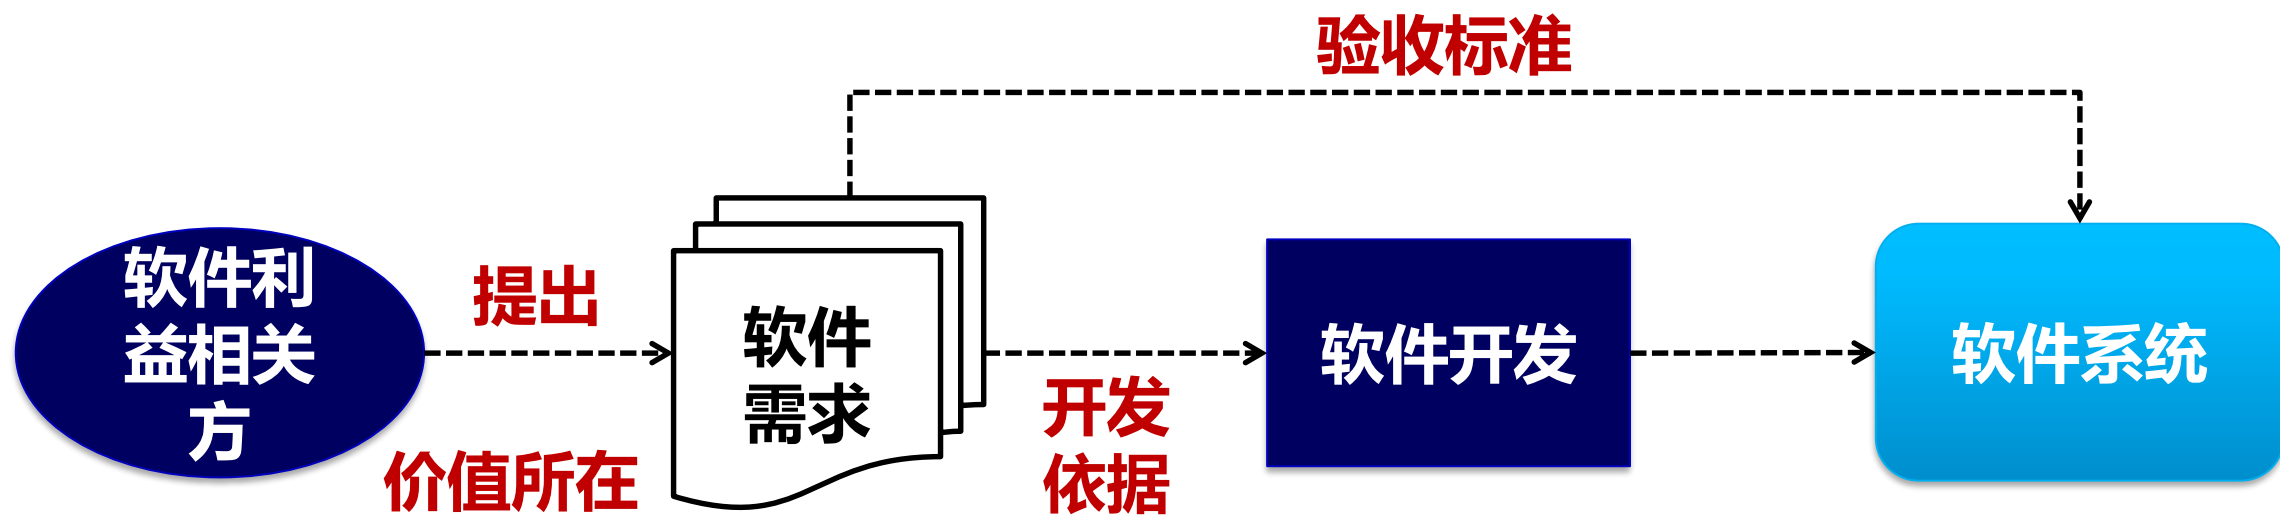 验收标准
软件利
益相关
方
提出
价值所在
软件
需求
开发
依据
软件开发
软件系统